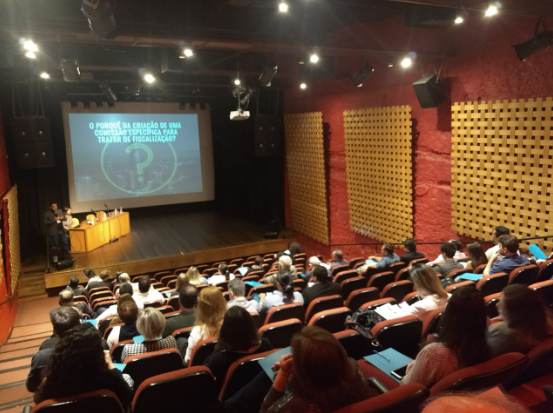 O PORQUÊ DA CRIAÇÃO DE UMA
COMISSÃO ESPECÍFICA PARA
TRATAR DE FISCALIZAÇÃO?
?